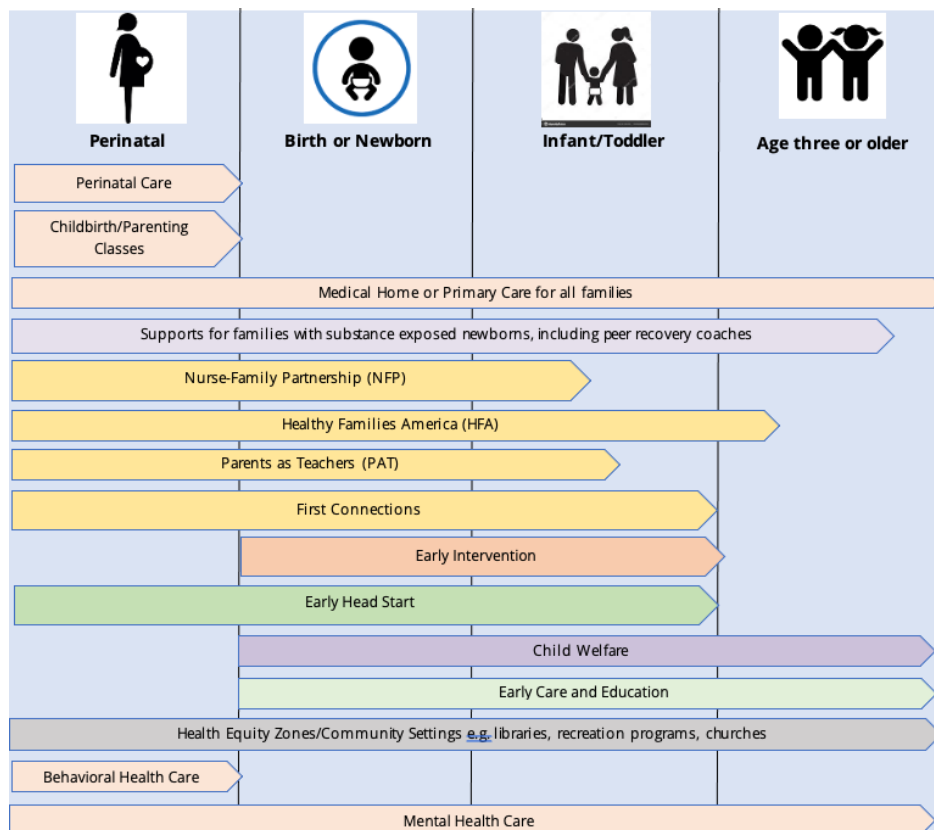 Perinatal
Birth or Newborn
Infant/Toddler
Age three or older
Perinatal Care
Childbirth/Parenting
Classes
Medical Home or Primary Care for all families
Supports for families with substance exposed newborns, including peer recovery coaches
Nurse-Family Partnership (NFP)
Healthy Families America (HFA)
Parents as Teachers (PAT)
First Connections
Early Intervention
Early Head Start
Child Welfare
Early Care and Education
Health Equity Zones/Community Settings e.g. libraries, recreation programs, churches
Behavioral Health Care
Mental Health Care